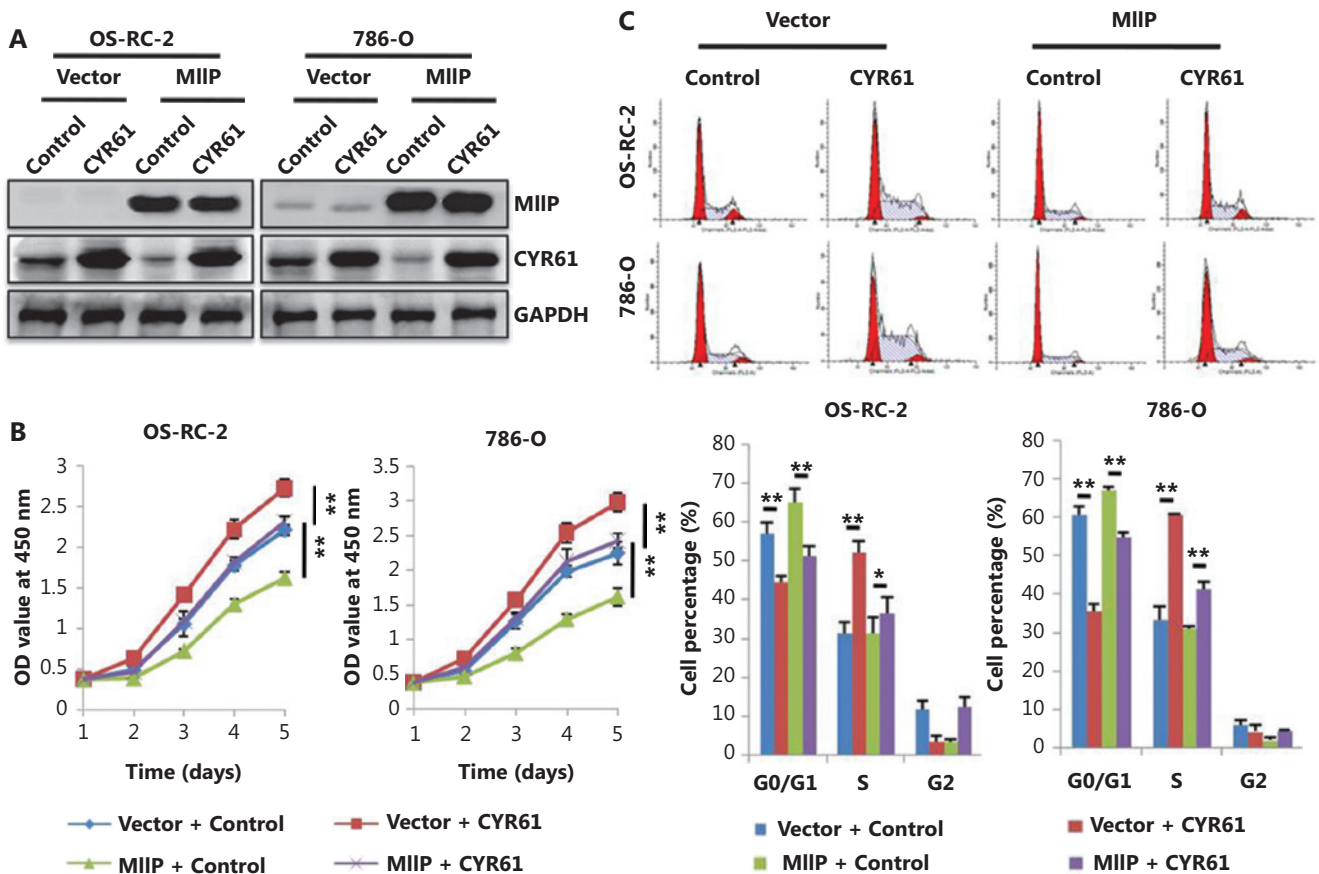 A
OS-RC-2
786-O
Vector
MIIP
Vector
MIIP
Control
CYR61
Control
CYR61
Control
CYR61
Control
CYR61
MIIP
CYR61
GAPDH
C
Vector
MIIP
Control
CYR61
Control
CYR61
OS-RC-2
786-O
B
OS-RC-2
OD value at 450 nm
3
2.5
2
1.5
1
0.5
0
1 2 3 4 5
Time (days)
**
**
786-O
OD value at 450 nm
3.5
3
2.5
2
1.5
1
0.5
0
1 2 3 4 5
Time (days)
**
**
Vector + Control
Vector + CYR61
MIIP + Control
MIIP + CYR61
OS-RC-2
Cell percentage (%)
80
70
60
50
40
30
20
10
0
** ** ** *
G0/G1 S G2
786-O
Cell percentage (%)
80
70
60
50
40
30
20
10
0
** ** ** **
G0/G1 S G2
Vector + Control
Vector + CYR61
MIIP + Control
MIIP + CYR61